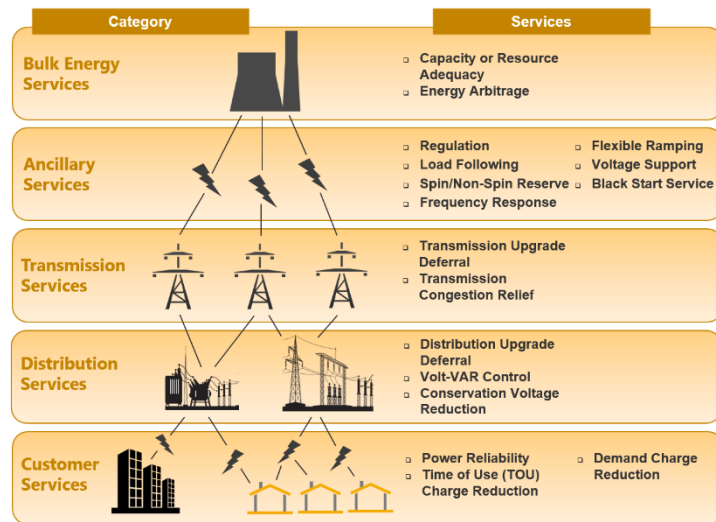 Category
Services
Bulk Energy
Services
Capacity or Resource
Adequacy
Energy Arbitrage
Ancillary
Services
Regulation
Load Following
Spin/Non-Spin Reserve
Frequency Response
Flexible Ramping
Voltage Support
Black Start Service
Transmission
Services
Transmission Upgrade
Deferral
Transmission
Congestion Relief
Distribution
Services
Distribution Upgrade
Deferral
Volt-VAR Control
Conservation Voltage
Reduction
Customer
Services
Power Reliability
Time of Use (TOU)
Charge Reduction
Demand Charge
Reduction